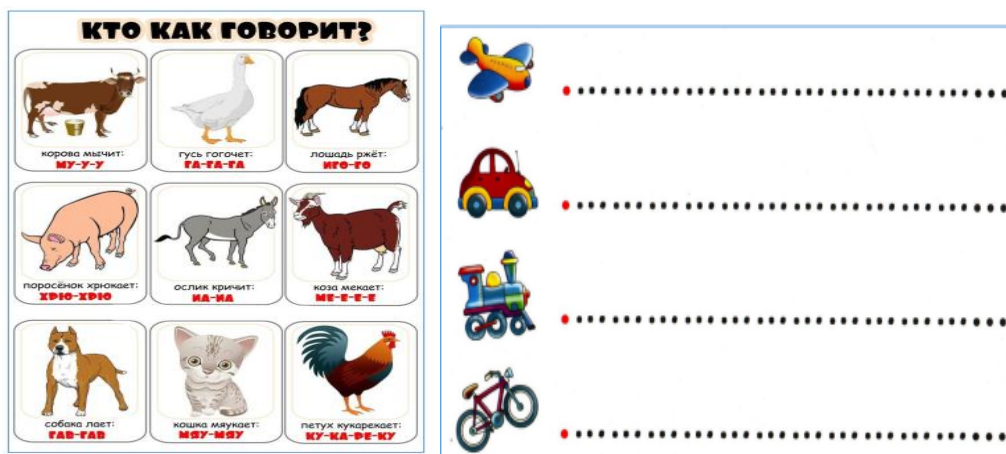 КТО КАК ГОВОРИТ?
корова мычит:
МУ-У-У
гусь гогочет:
ГА-ГА-ГА
лошадь ржёт:
ИГО-ГО
поросёнок хрюкает:
ХРЮ-ХРЮ
ослик кричит:
ИА-ИА
коза мекает:
МЕ-Е-Е-Е
собака лает:
ГАВ-ГАВ
кошка мяукает:
МЯУ-МЯУ
петух кукарекает:
КУ-КА-РЕ-КУ